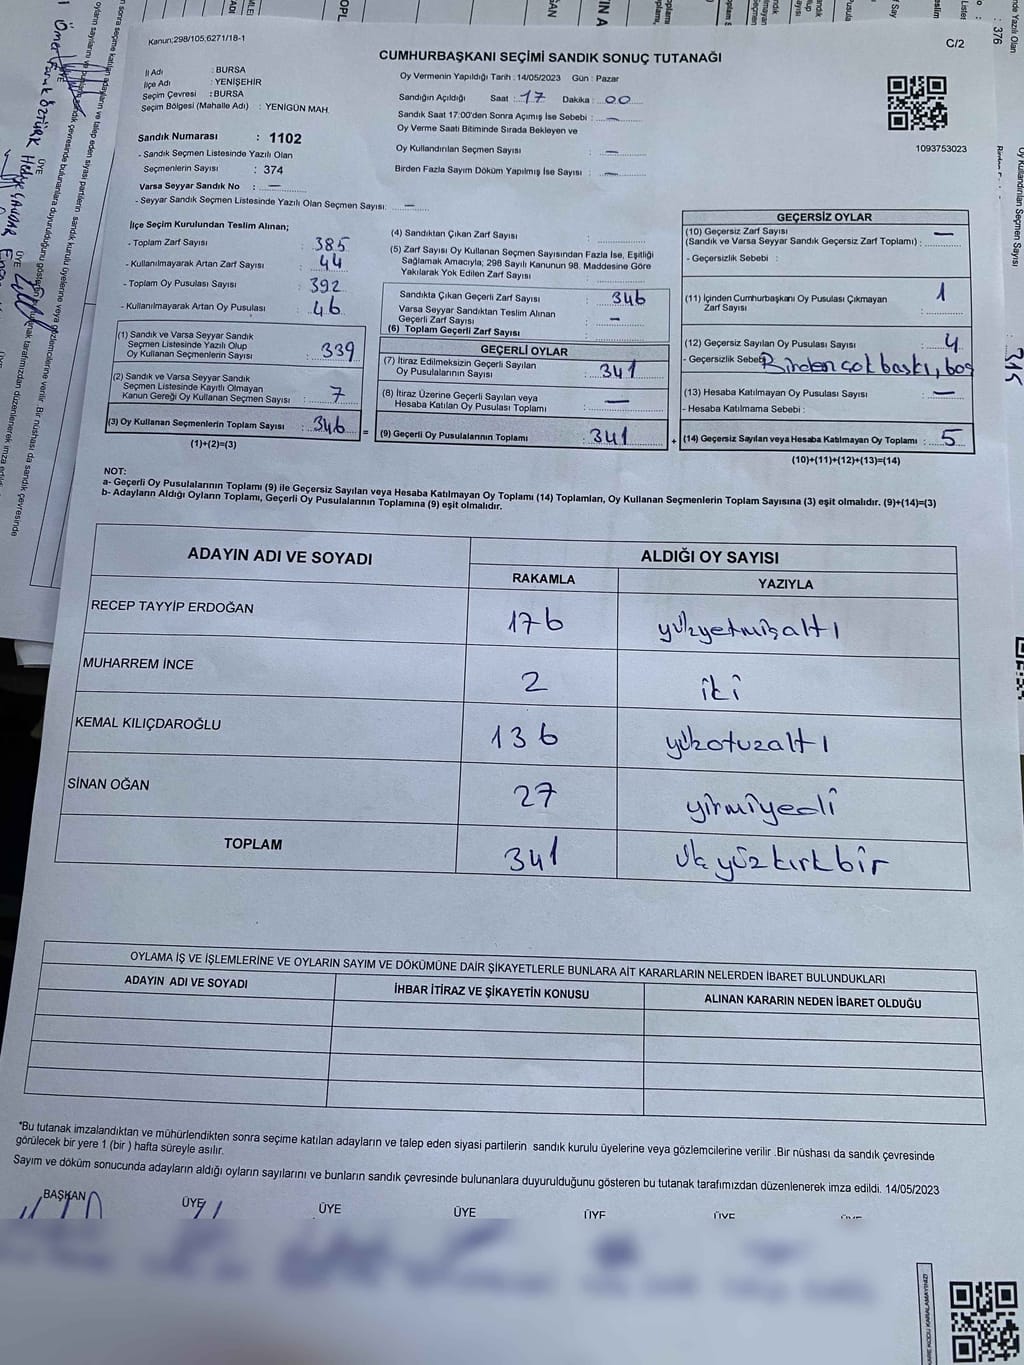 Kanun;298/105,6271/18-1
C/2
CUMHURBAŞKANI SEÇİMİ SANDIK SONUÇ TUTANAĞI
İl Adı : BURSA
İlçe Adı : YENİŞEHİR
Seçim Çevresi : BURSA
Seçim Bölgesi (Mahalle Adı) : YENİGÜN MAH.
Sandık Numarası : 1102
- Sandık Seçmen Listesinde Yazılı Olan
Seçmenlerin Sayısı : 374
Varsa Seyyar Sandık No : —
- Seyyar Sandık Seçmen Listesinde Yazılı Olan Seçmen Sayısı: —
Oy Vermenin Yapıldığı Tarih : 14/05/2023 Gün : Pazar
Sandığın Açıldığı Saat : 17 Dakika : 00
Sandık Saat 17:00'den Sonra Açımış İse Sebebi : —
Oy Verme Saati Bitiminde Sırada Bekleyen ve
Oy Kullandırılan Seçmen Sayısı : —
Birden Fazla Sayım Döküm Yapılmış İse Sayısı : —
1093753023
İlçe Seçim Kurulundan Teslim Alınan;
- Toplam Zarf Sayısı : 385
- Kullanılmayarak Artan Zarf Sayısı : 44
- Toplam Oy Pusulası Sayısı : 392
- Kullanılmayarak Artan Oy Pusulası : 46
(1) Sandık ve Varsa Seyyar Sandık
Seçmen Listesinde Yazılı Olup
Oy Kullanan Seçmenlerin Sayısı : 339
(2) Sandık ve Varsa Seyyar Sandık
Seçmen Listesinde Kayıtlı Olmayan
Kanun Gereği Oy Kullanan Seçmen Sayısı : 7
(3) Oy Kullanan Seçmenlerin Toplam Sayısı : 346
(1)+(2)=(3)
(4) Sandıktan Çıkan Zarf Sayısı :
(5) Zarf Sayısı Oy Kullanan Seçmen Sayısından Fazla İse, Eşitliği
Sağlamak Amacıyla; 298 Sayılı Kanunun 98. Maddesine Göre
Yakılarak Yok Edilen Zarf Sayısı :
Sandıkta Çıkan Geçerli Zarf Sayısı : 346
Varsa Seyyar Sandıktan Teslim Alınan
Geçerli Zarf Sayısı : —
(6) Toplam Geçerli Zarf Sayısı
GEÇERLİ OYLAR
(7) İtiraz Edilmeksizin Geçerli Sayılan
Oy Pusulalarının Sayısı : 341
(8) İtiraz Üzerine Geçerli Sayılan veya
Hesaba Katılan Oy Pusulası Toplamı : —
= (9) Geçerli Oy Pusulalarının Toplamı : 341
GEÇERSİZ OYLAR
(10) Geçersiz Zarf Sayısı —
(Sandık ve Varsa Seyyar Sandık Geçersiz Zarf Toplamı) :
- Geçersizlik Sebebi :
(11) İçinden Cumhurbaşkanı Oy Pusulası Çıkmayan
Zarf Sayısı : 1
(12) Geçersiz Sayılan Oy Pusulası Sayısı : 4
- Geçersizlik Sebebi Birden çok baskı, boş
(13) Hesaba Katılmayan Oy Pusulası Sayısı : —
- Hesaba Katılmama Sebebi :
+ (14) Geçersiz Sayılan veya Hesaba Katılmayan Oy Toplamı : 5
(10)+(11)+(12)+(13)=(14)
NOT:
a- Geçerli Oy Pusulalarının Toplamı (9) ile Geçersiz Sayılan veya Hesaba Katılmayan Oy Toplamı (14) Toplamları, Oy Kullanan Seçmenlerin Toplam Sayısına (3) eşit olmalıdır. (9)+(14)=(3)
b- Adayların Aldığı Oyların Toplamı, Geçerli Oy Pusulalarının Toplamına (9) eşit olmalıdır.
ADAYIN ADI VE SOYADI ALDIĞI OY SAYISI
RAKAMLA YAZIYLA
RECEP TAYYİP ERDOĞAN 176 yüzyetmişaltı
MUHARREM İNCE 2 iki
KEMAL KILIÇDAROĞLU 136 yüzotuzaltı
SİNAN OĞAN 27 yirmiyedi
TOPLAM 341 üçyüzkırkbir
OYLAMA İŞ VE İŞLEMLERİNE VE OYLARIN SAYIM VE DÖKÜMÜNE DAİR ŞİKAYETLERLE BUNLARA AİT KARARLARIN NELERDEN İBARET BULUNDUKLARI
ADAYIN ADI VE SOYADI İHBAR İTİRAZ VE ŞİKAYETİN KONUSU ALINAN KARARIN NEDEN İBARET OLDUĞU
*Bu tutanak imzalandıktan ve mühürlendikten sonra seçime katılan adayların ve talep eden siyasi partilerin sandık kurulu üyelerine veya gözlemcilerine verilir .Bir nüshası da sandık çevresinde
görülecek bir yere 1 (bir ) hafta süreyle asılır.
Sayım ve döküm sonucunda adayların aldığı oyların sayılarını ve bunların sandık çevresinde bulunanlara duyurulduğunu gösteren bu tutanak tarafımızdan düzenlenerek imza edildi. 14/05/2023
BAŞKAN ÜYE ÜYE ÜYE ÜYE ÜYE